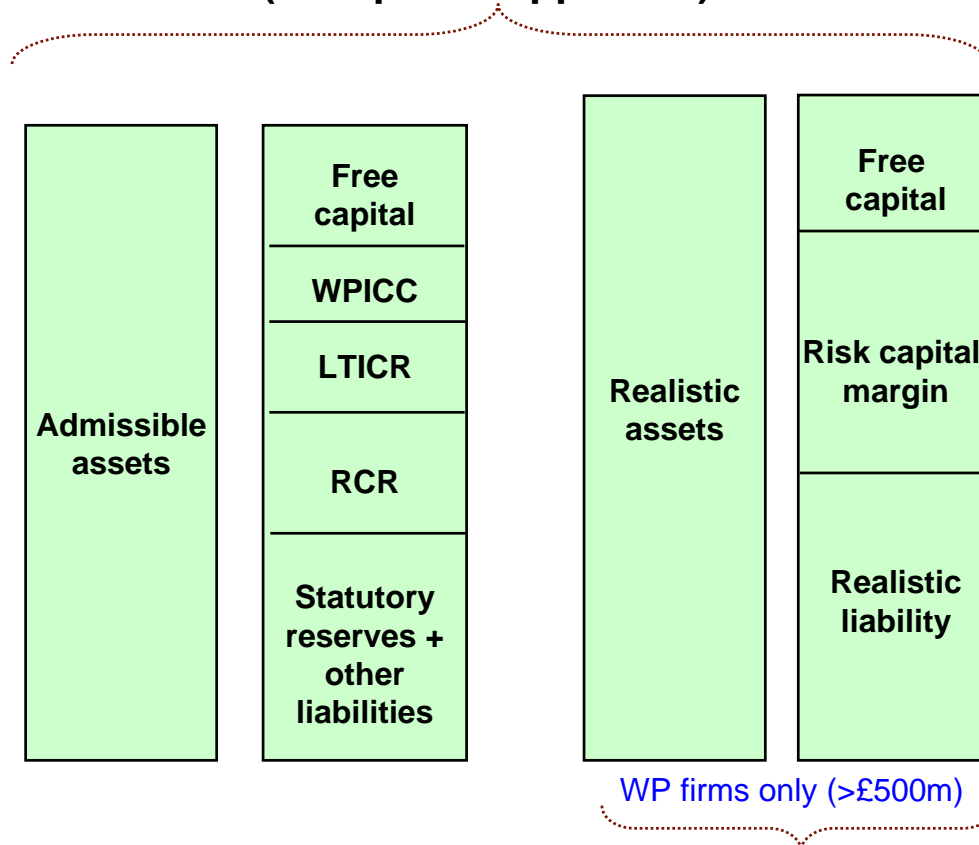 Free
capital
WPICC
LTICR
RCR
Statutory
reserves +
other
liabilities
Admissible
assets
Realistic
assets
Free
capital
Risk capital
margin
Realistic
liability
WP firms only (>£500m)